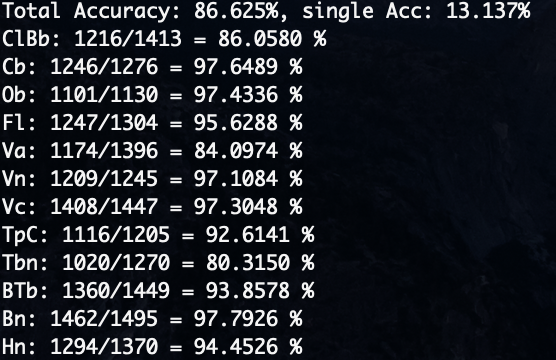 Total Accuracy: 86.625%, single Acc: 13.137%
ClBb: 1216/1413 = 86.0580 %
Cb: 1246/1276 = 97.6489 %
Ob: 1101/1130 = 97.4336 %
Fl: 1247/1304 = 95.6288 %
Va: 1174/1396 = 84.0974 %
Vn: 1209/1245 = 97.1084 %
Vc: 1408/1447 = 97.3048 %
TpC: 1116/1205 = 92.6141 %
Tbn: 1020/1270 = 80.3150 %
BTb: 1360/1449 = 93.8578 %
Bn: 1462/1495 = 97.7926 %
Hn: 1294/1370 = 94.4526 %